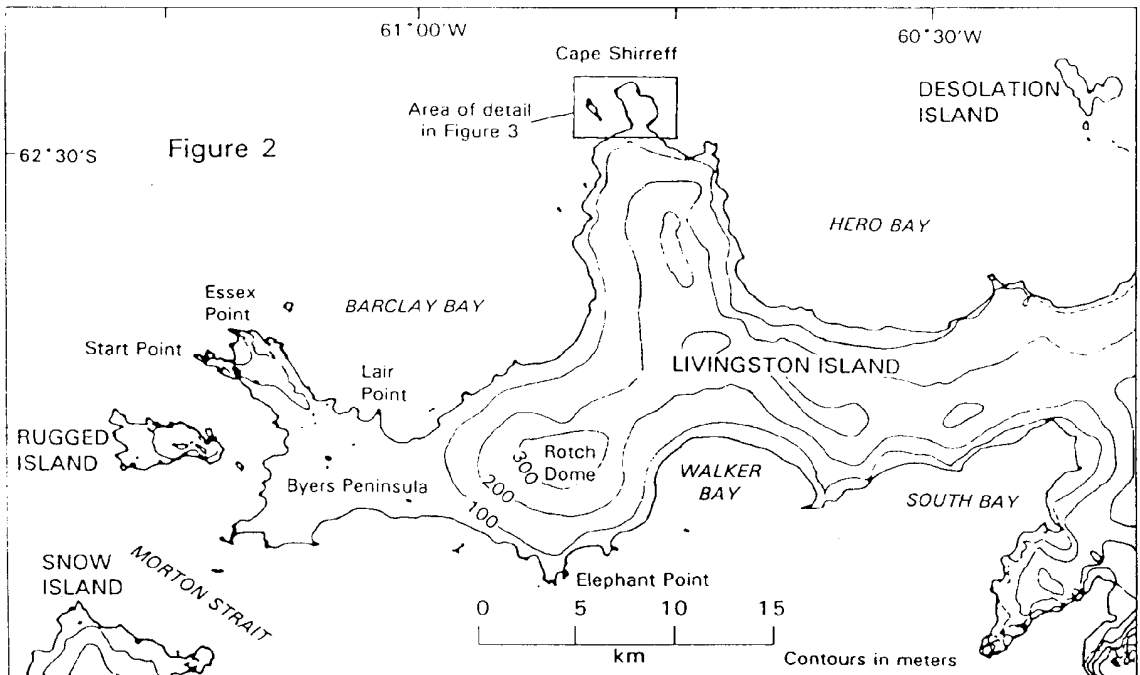 61°00'W
60°30'W
Cape Shirreff
DESOLATION
ISLAND
Area of detail
in Figure 3
62°30'S
Figure 2
HERO BAY
Essex
Point
BARCLAY BAY
Start Point
Lair
Point
LIVINGSTON ISLAND
RUGGED
ISLAND
Rotch
Dome
300
200
100
Byers Peninsula
WALKER
BAY
SOUTH BAY
SNOW
ISLAND
MORTON STRAIT
Elephant Point
0 5 10 15
km
Contours in meters